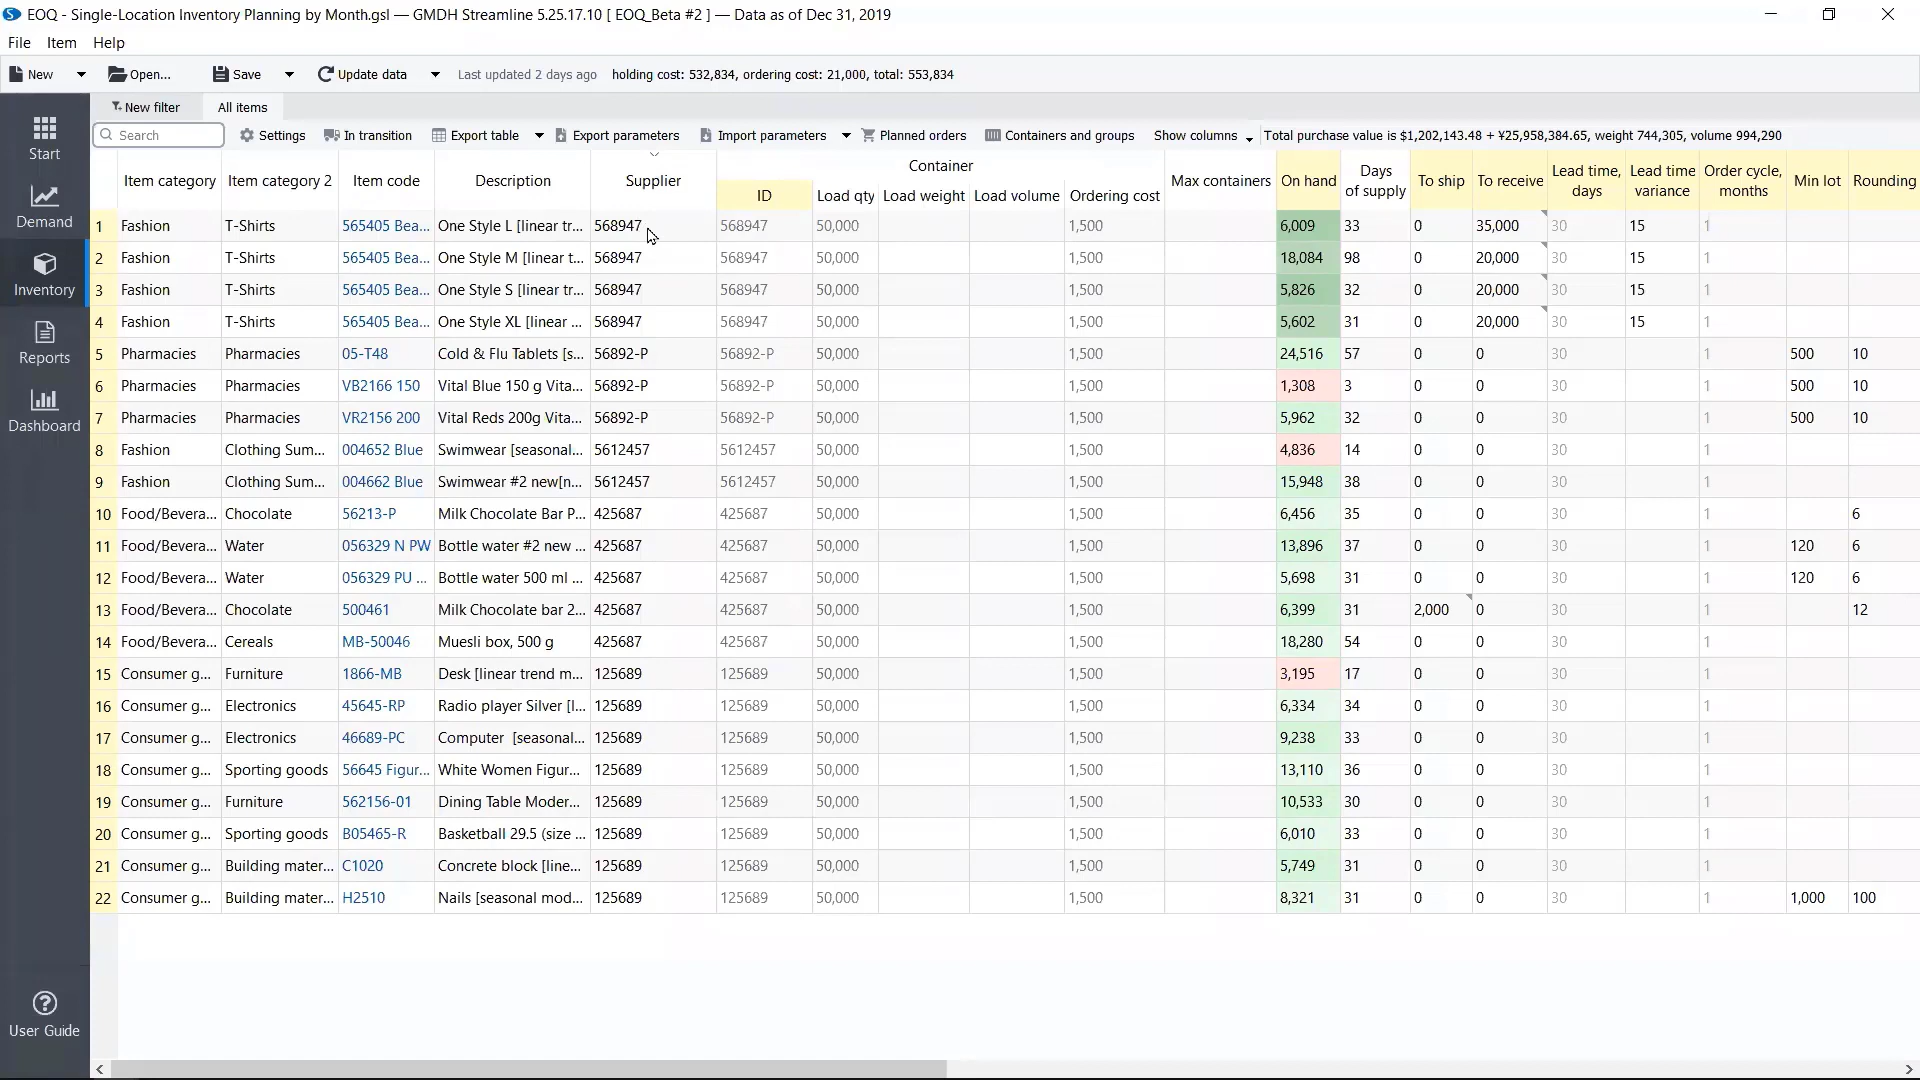 EOQ - Single-Location Inventory Planning by Month.gsl — GMDH Streamline 5.25.17.10 [ EOQ_Beta #2 ] — Data as of Dec 31, 2019
File Item Help
New Open... Save Update data Last updated 2 days ago holding cost: 532,834, ordering cost: 21,000, total: 553,834
New filter All items
Search Settings In transition Export table Export parameters Import parameters Planned orders Containers and groups Show columns Total purchase value is $1,202,143.48 + ¥25,958,384.65, weight 744,305, volume 994,290
Start
Demand
Inventory
Reports
Dashboard
User Guide
Container
Item category Item category 2 Item code Description Supplier ID Load qty Load weight Load volume Ordering cost Max containers On hand Days of supply To ship To receive Lead time, days Lead time variance Order cycle, months Min lot Rounding
1 Fashion T-Shirts 565405 Bea... One Style L [linear tr... 568947 568947 50,000 1,500 6,009 33 0 35,000 30 15 1
2 Fashion T-Shirts 565405 Bea... One Style M [linear t... 568947 568947 50,000 1,500 18,084 98 0 20,000 30 15 1
3 Fashion T-Shirts 565405 Bea... One Style S [linear tr... 568947 568947 50,000 1,500 5,826 32 0 20,000 30 15 1
4 Fashion T-Shirts 565405 Bea... One Style XL [linear ... 568947 568947 50,000 1,500 5,602 31 0 20,000 30 15 1
5 Pharmacies Pharmacies 05-T48 Cold & Flu Tablets [s... 56892-P 56892-P 50,000 1,500 24,516 57 0 0 30 1 500 10
6 Pharmacies Pharmacies VB2166 150 Vital Blue 150 g Vita... 56892-P 56892-P 50,000 1,500 1,308 3 0 0 30 1 500 10
7 Pharmacies Pharmacies VR2156 200 Vital Reds 200g Vita... 56892-P 56892-P 50,000 1,500 5,962 32 0 0 30 1 500 10
8 Fashion Clothing Sum... 004652 Blue Swimwear [seasonal... 5612457 5612457 50,000 1,500 4,836 14 0 0 30 1
9 Fashion Clothing Sum... 004662 Blue Swimwear #2 new[n... 5612457 5612457 50,000 1,500 15,948 38 0 0 30 1
10 Food/Bevera... Chocolate 56213-P Milk Chocolate Bar P... 425687 425687 50,000 1,500 6,456 35 0 0 30 1 6
11 Food/Bevera... Water 056329 N PW Bottle water #2 new ... 425687 425687 50,000 1,500 13,896 37 0 0 30 1 120 6
12 Food/Bevera... Water 056329 PU ... Bottle water 500 ml ... 425687 425687 50,000 1,500 5,698 31 0 0 30 1 120 6
13 Food/Bevera... Chocolate 500461 Milk Chocolate bar 2... 425687 425687 50,000 1,500 6,399 31 2,000 0 30 1 12
14 Food/Bevera... Cereals MB-50046 Muesli box, 500 g 425687 425687 50,000 1,500 18,280 54 0 0 30 1
15 Consumer g... Furniture 1866-MB Desk [linear trend m... 125689 125689 50,000 1,500 3,195 17 0 0 30 1
16 Consumer g... Electronics 45645-RP Radio player Silver [l... 125689 125689 50,000 1,500 6,334 34 0 0 30 1
17 Consumer g... Electronics 46689-PC Computer [seasonal... 125689 125689 50,000 1,500 9,238 33 0 0 30 1
18 Consumer g... Sporting goods 56645 Figur... White Women Figur... 125689 125689 50,000 1,500 13,110 36 0 0 30 1
19 Consumer g... Furniture 562156-01 Dining Table Moder... 125689 125689 50,000 1,500 10,533 30 0 0 30 1
20 Consumer g... Sporting goods B05465-R Basketball 29.5 (size ... 125689 125689 50,000 1,500 6,010 33 0 0 30 1
21 Consumer g... Building mater... C1020 Concrete block [line... 125689 125689 50,000 1,500 5,749 31 0 0 30 1
22 Consumer g... Building mater... H2510 Nails [seasonal mod... 125689 125689 50,000 1,500 8,321 31 0 0 30 1 1,000 100